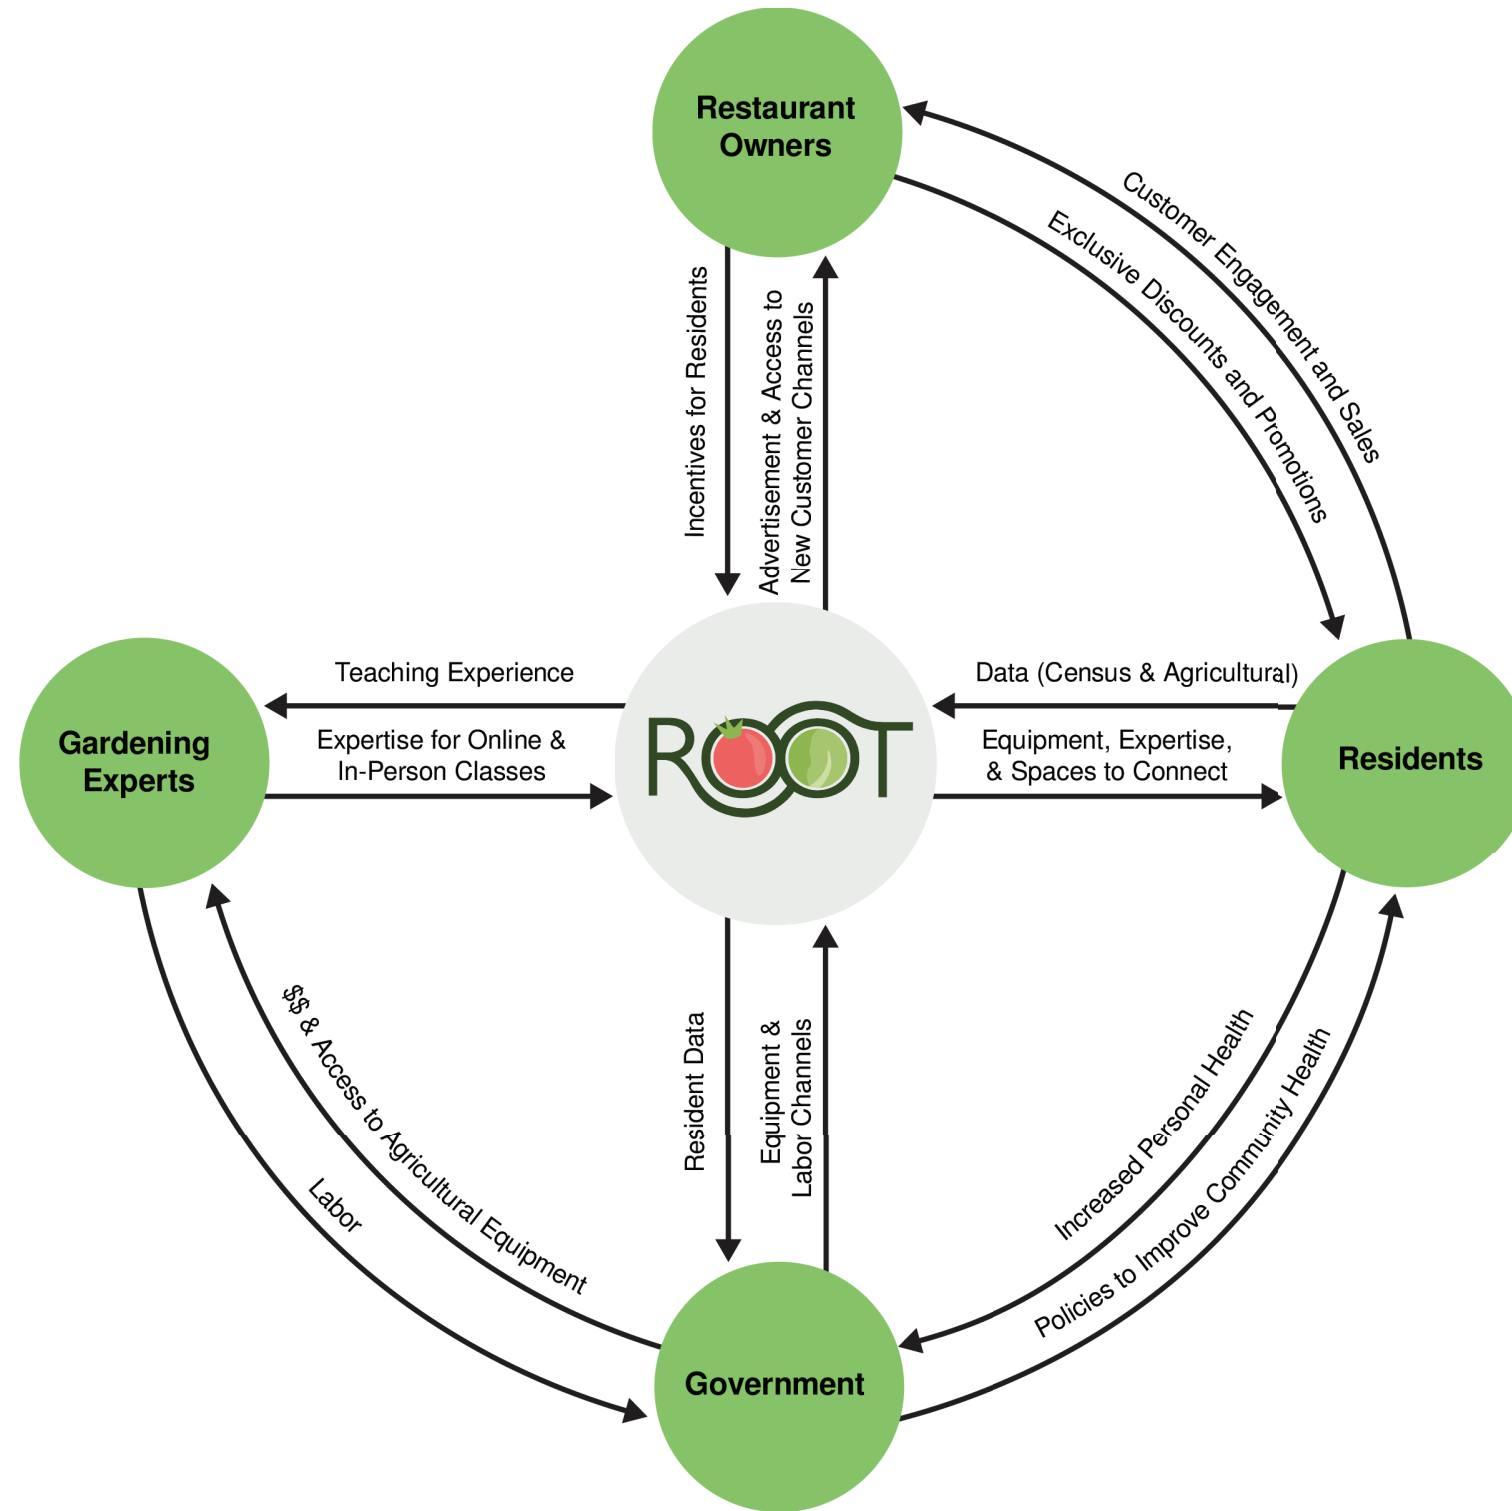 Restaurant
Owners
Customer Engagement and Sales
Exclusive Discounts and Promotions
Incentives for Residents
Advertisement & Access to
New Customer Channels
Gardening
Experts
Teaching Experience
Expertise for Online &
In-Person Classes
ROOT
Data (Census & Agricultural)
Equipment, Expertise,
& Spaces to Connect
Residents
$$ & Access to Agricultural Equipment
Labor
Resident Data
Equipment &
Labor Channels
Increased Personal Health
Policies to Improve Community Health
Government